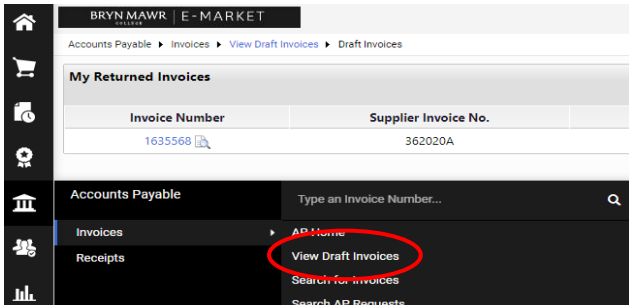 BRYN MAWR | E-MARKET
COLLEGE
Accounts Payable ▸ Invoices ▸ View Draft Invoices ▸ Draft Invoices
My Returned Invoices
Invoice Number Supplier Invoice No.
1635568 362020A
Accounts Payable Type an Invoice Number...
Invoices AP Home
Receipts View Draft Invoices
Search for Invoices
Search AP Requests